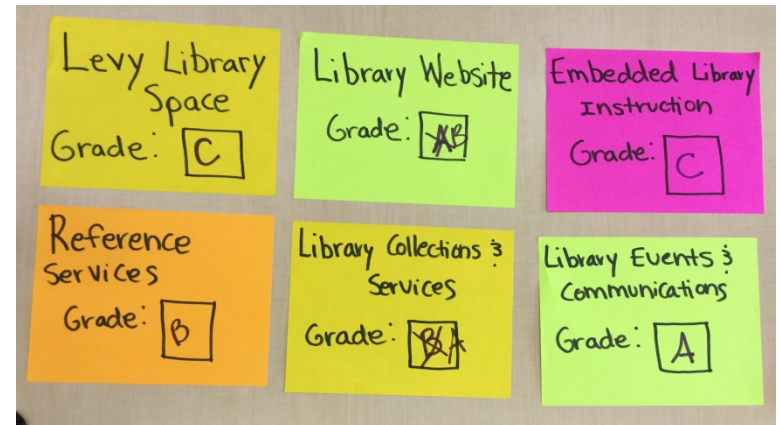 Levy Library
Space
Grade: C
Library Website
Grade: B
Embedded Library
Instruction
Grade: C
Reference
Services
Grade: B
Library Collections &
Services
Grade: A
Library Events &
Communications
Grade: A